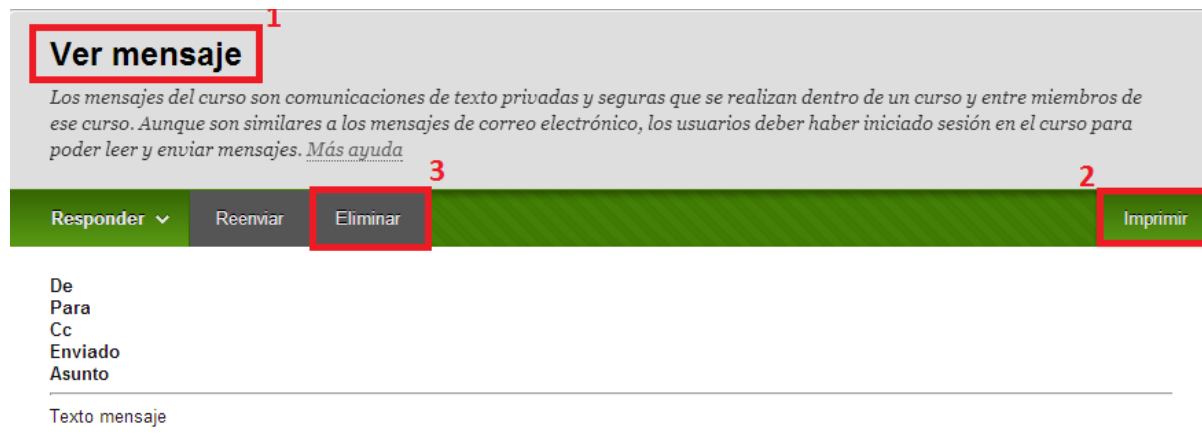 1
Ver mensaje
Los mensajes del curso son comunicaciones de texto privadas y seguras que se realizan dentro de un curso y entre miembros de
ese curso. Aunque son similares a los mensajes de correo electrónico, los usuarios deber haber iniciado sesión en el curso para
poder leer y enviar mensajes. Más ayuda
3 2
Responder Reenviar Eliminar Imprimir
De
Para
Cc
Enviado
Asunto
Texto mensaje